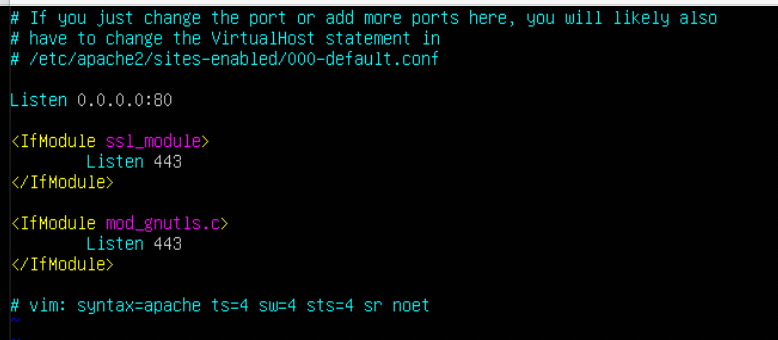 # If you just change the port or add more ports here, you will likely also
# have to change the VirtualHost statement in
# /etc/apache2/sites-enabled/000-default.conf
Listen 0.0.0.0:80
<IfModule ssl_module>
Listen 443
</IfModule>
<IfModule mod_gnutls.c>
Listen 443
</IfModule>
# vim: syntax=apache ts=4 sw=4 sts=4 sr noet
~
~